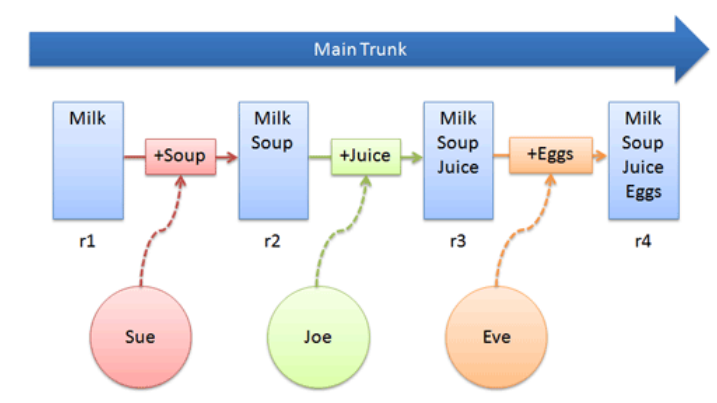 Main Trunk
Milk
+Soup
Milk
Soup
+Juice
Milk
Soup
Juice
+Eggs
Milk
Soup
Juice
Eggs
r1
r2
r3
r4
Sue
Joe
Eve